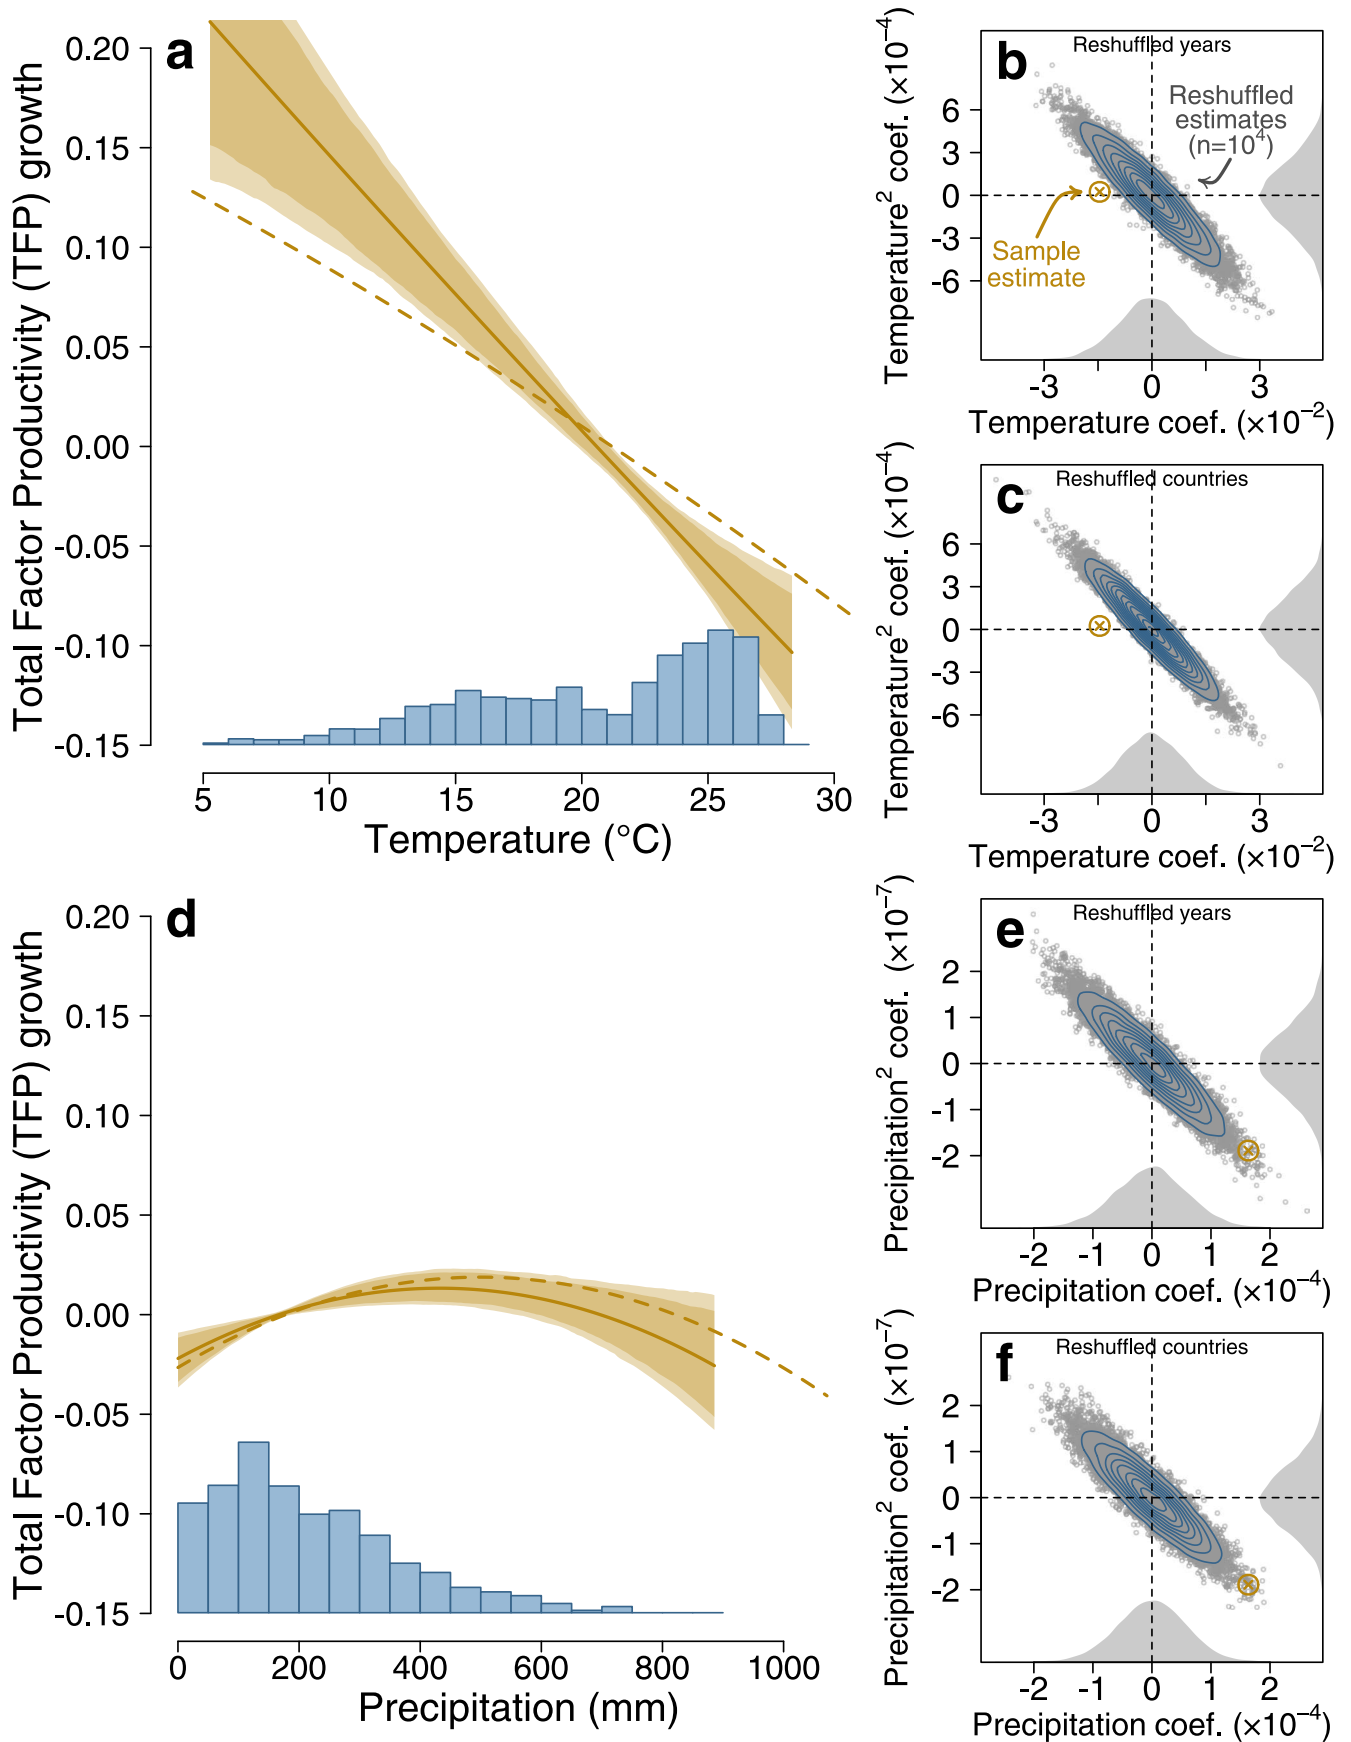 a
Total Factor Productivity (TFP) growth
0.20
0.15
0.10
0.05
0.00
-0.05
-0.10
-0.15
5
10
15
20
25
30
Temperature (°C)
b
Reshuffled years
Reshuffled
estimates
(n=10⁴)
Sample
estimate
Temperature² coef. (×10⁻⁴)
6
3
0
-3
-6
-3
0
3
Temperature coef. (×10⁻²)
c
Reshuffled countries
Temperature² coef. (×10⁻⁴)
6
3
0
-3
-6
-3
0
3
Temperature coef. (×10⁻²)
d
Total Factor Productivity (TFP) growth
0.20
0.15
0.10
0.05
0.00
-0.05
-0.10
-0.15
0
200
400
600
800
1000
Precipitation (mm)
e
Reshuffled years
Precipitation² coef. (×10⁻⁷)
2
1
0
-1
-2
-2
-1
0
1
2
Precipitation coef. (×10⁻⁴)
f
Reshuffled countries
Precipitation² coef. (×10⁻⁷)
2
1
0
-1
-2
-2
-1
0
1
2
Precipitation coef. (×10⁻⁴)